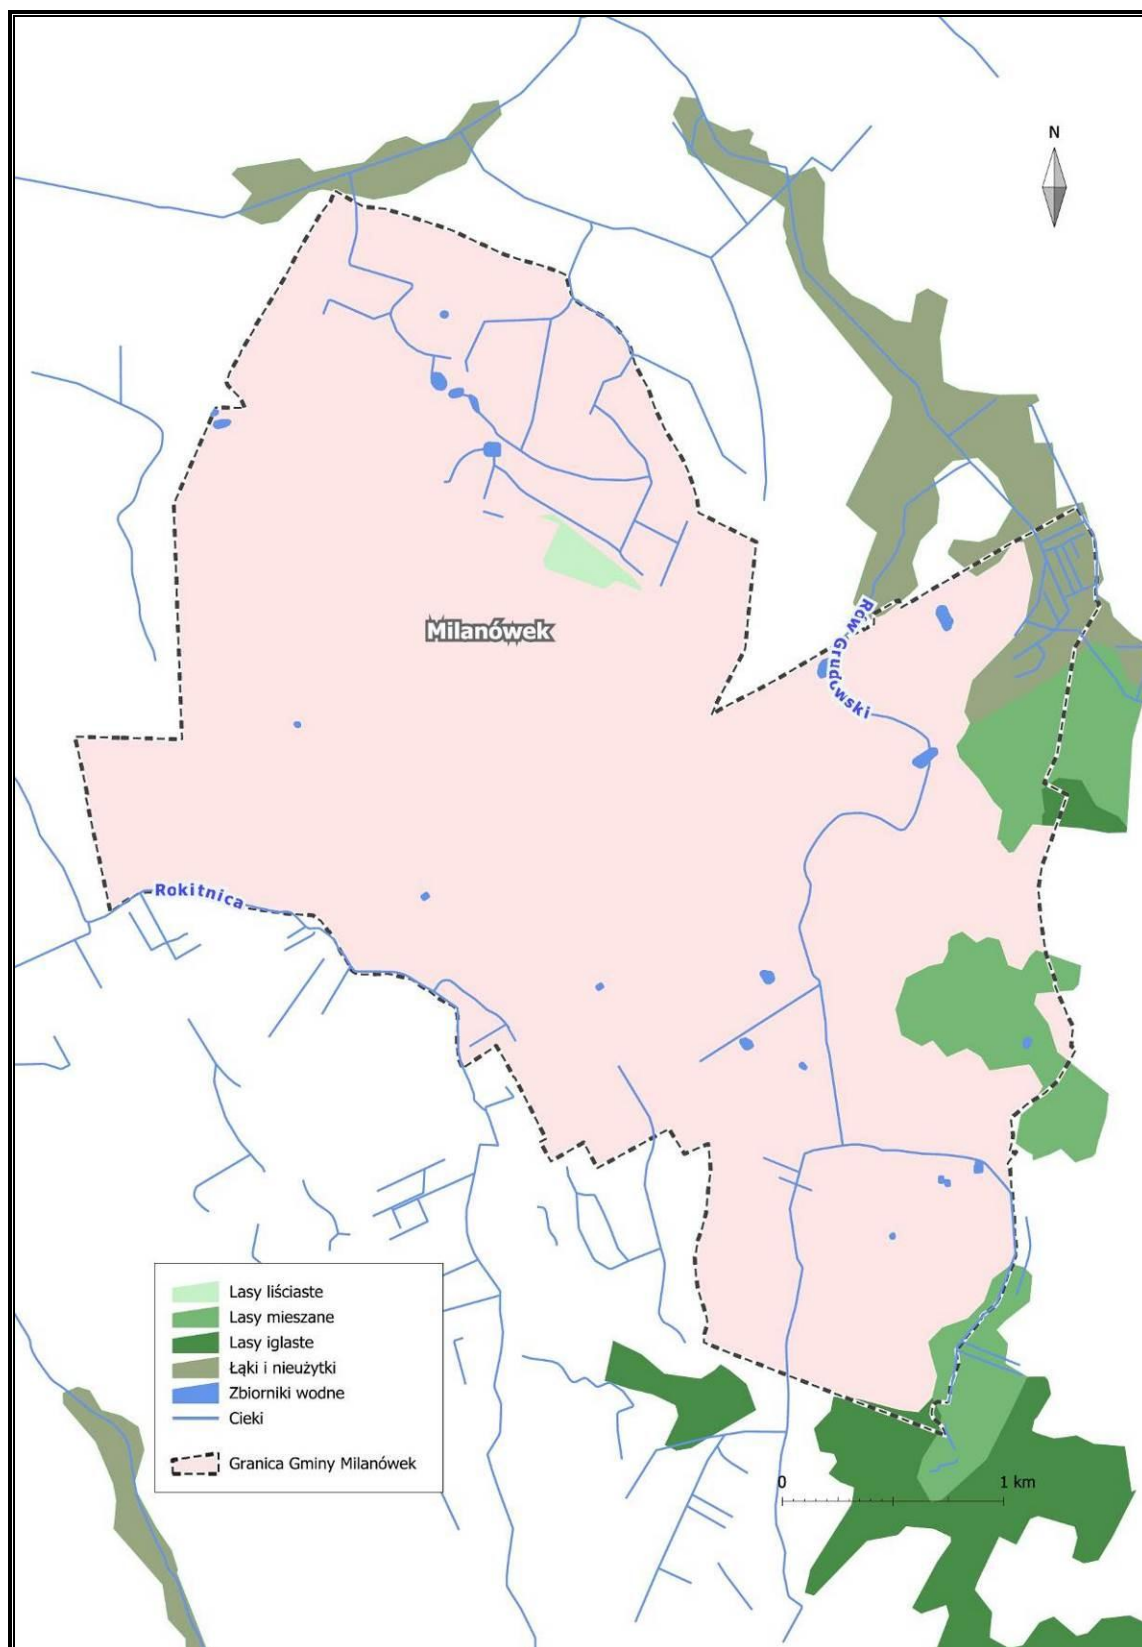 N
Milanówek
Rów Grudowski
Rokitnica
Lasy liściaste
Lasy mieszane
Lasy iglaste
Łąki i nieużytki
Zbiorniki wodne
Cieki
Granica Gminy Milanówek
0 1 km